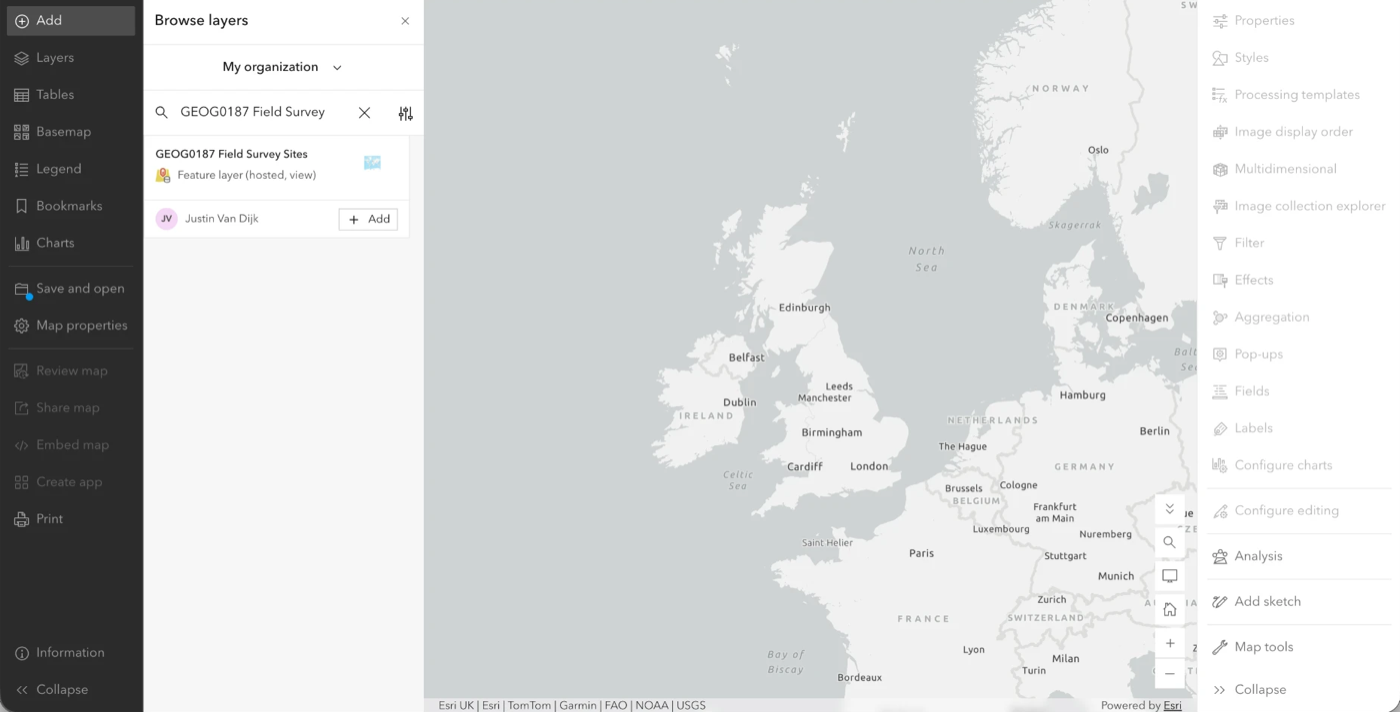 Add
Layers
Tables
Basemap
Legend
Bookmarks
Charts
Save and open
Map properties
Review map
Share map
Embed map
Create app
Print
Information
Collapse
Browse layers
My organization
GEOG0187 Field Survey
GEOG0187 Field Survey Sites
Feature layer (hosted, view)
JV Justin Van Dijk
Add
NORWAY
Oslo
Skagerrak
North
Sea
Edinburgh
DENMARK
Copenhagen
Belfast
Leeds
Manchester
Hamburg
Dublin
IRELAND
NETHERLANDS
Birmingham
Berlin
The Hague
Cardiff
London
GERMANY
Celtic
Sea
Brussels
Cologne
BELGIUM
Frankfurt
am Main
Luxembourg
Nuremberg
Saint Helier
Paris
Stuttgart
Munich
Zurich
FRANCE
SWITZERLAND
Lyon
Bay of
Biscay
Milan
Turin
Bordeaux
Esri UK | Esri | TomTom | Garmin | FAO | NOAA | USGS
Powered by Esri
Properties
Styles
Processing templates
Image display order
Multidimensional
Image collection explorer
Filter
Effects
Aggregation
Pop-ups
Fields
Labels
Configure charts
Configure editing
Analysis
Add sketch
Map tools
Collapse